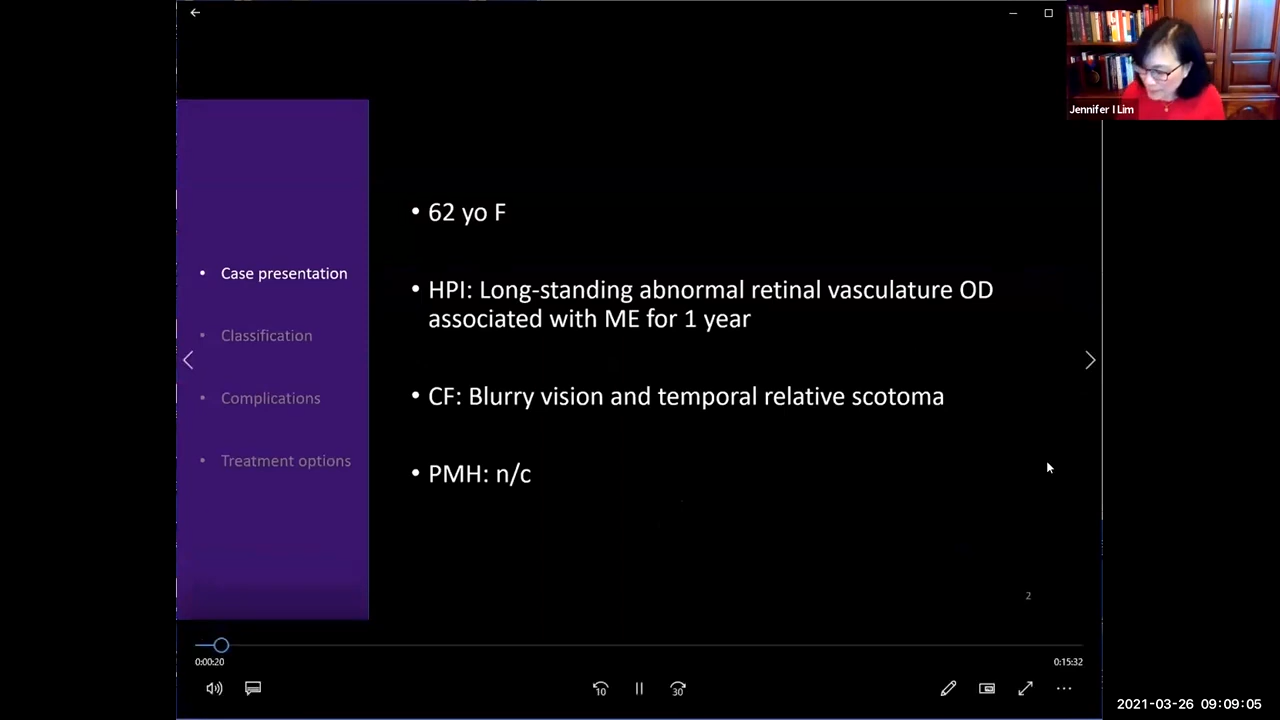 Jennifer I Lim
• Case presentation
• Classification
• Complications
• Treatment options
• 62 yo F
• HPI: Long-standing abnormal retinal vasculature OD
associated with ME for 1 year
• CF: Blurry vision and temporal relative scotoma
• PMH: n/c
2
0:00:20
0:15:32
10
30
2021-03-26 09:09:05